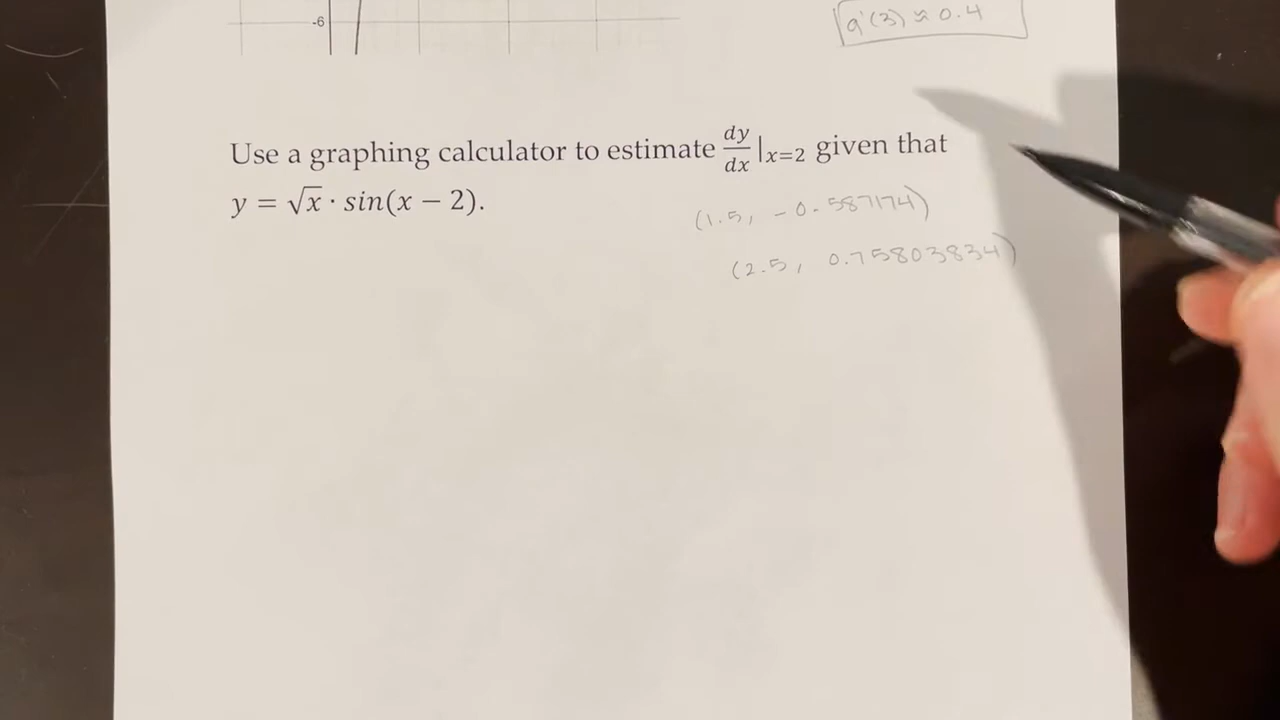 -6
g'(3) ≈ 0.4
Use a graphing calculator to estimate dy/dx |x=2 given that
y = √x · sin(x − 2).
(1.5, -0.587174)
(2.5, 0.75803834)